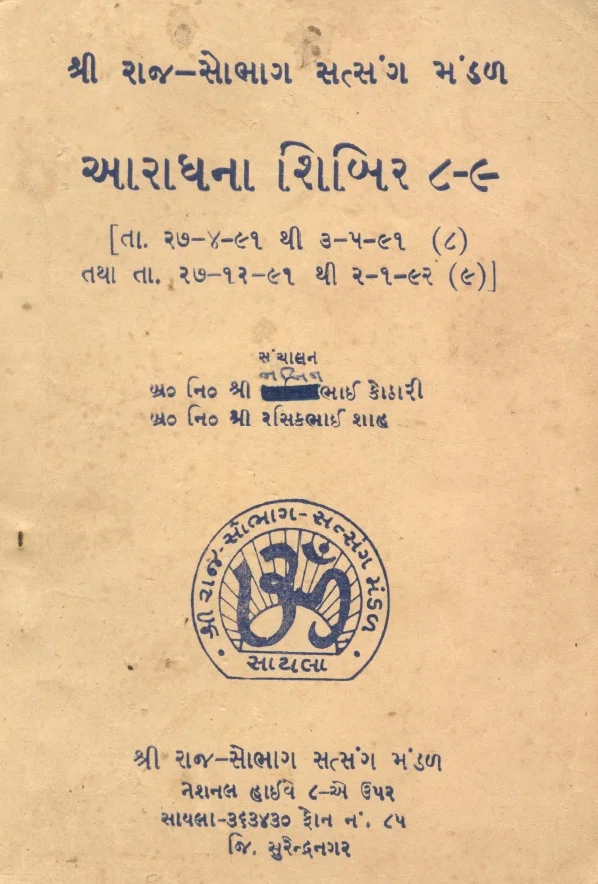 શ્રી રાજ-સૌભાગ સત્સંગ મંડળ
આરાધના શિબિર ૮-૯
[તા. ૨૭-૪-૯૧ થી ૩-૫-૯૧ (૮)
તથા તા. ૨૭-૧૨-૯૧ થી ૨-૧-૯૨ (૯)]
સંચાલન
નલિન
બ્ર૦ નિ૦ શ્રી ભાઈ કોઠારી
બ્ર૦ નિ૦ શ્રી રસિકભાઈ શાહ
શ્રી રાજ-સૌભાગ-સત્સંગ મંડળ
ૐ
સાયલા
શ્રી રાજ-સૌભાગ સત્સંગ મંડળ
નેશનલ હાઈવે ૮-એ ઉપર
સાયલા-૩૬૩૪૩૦ ફોન નં. ૮૫
જિ. સુરેન્દ્રનગર